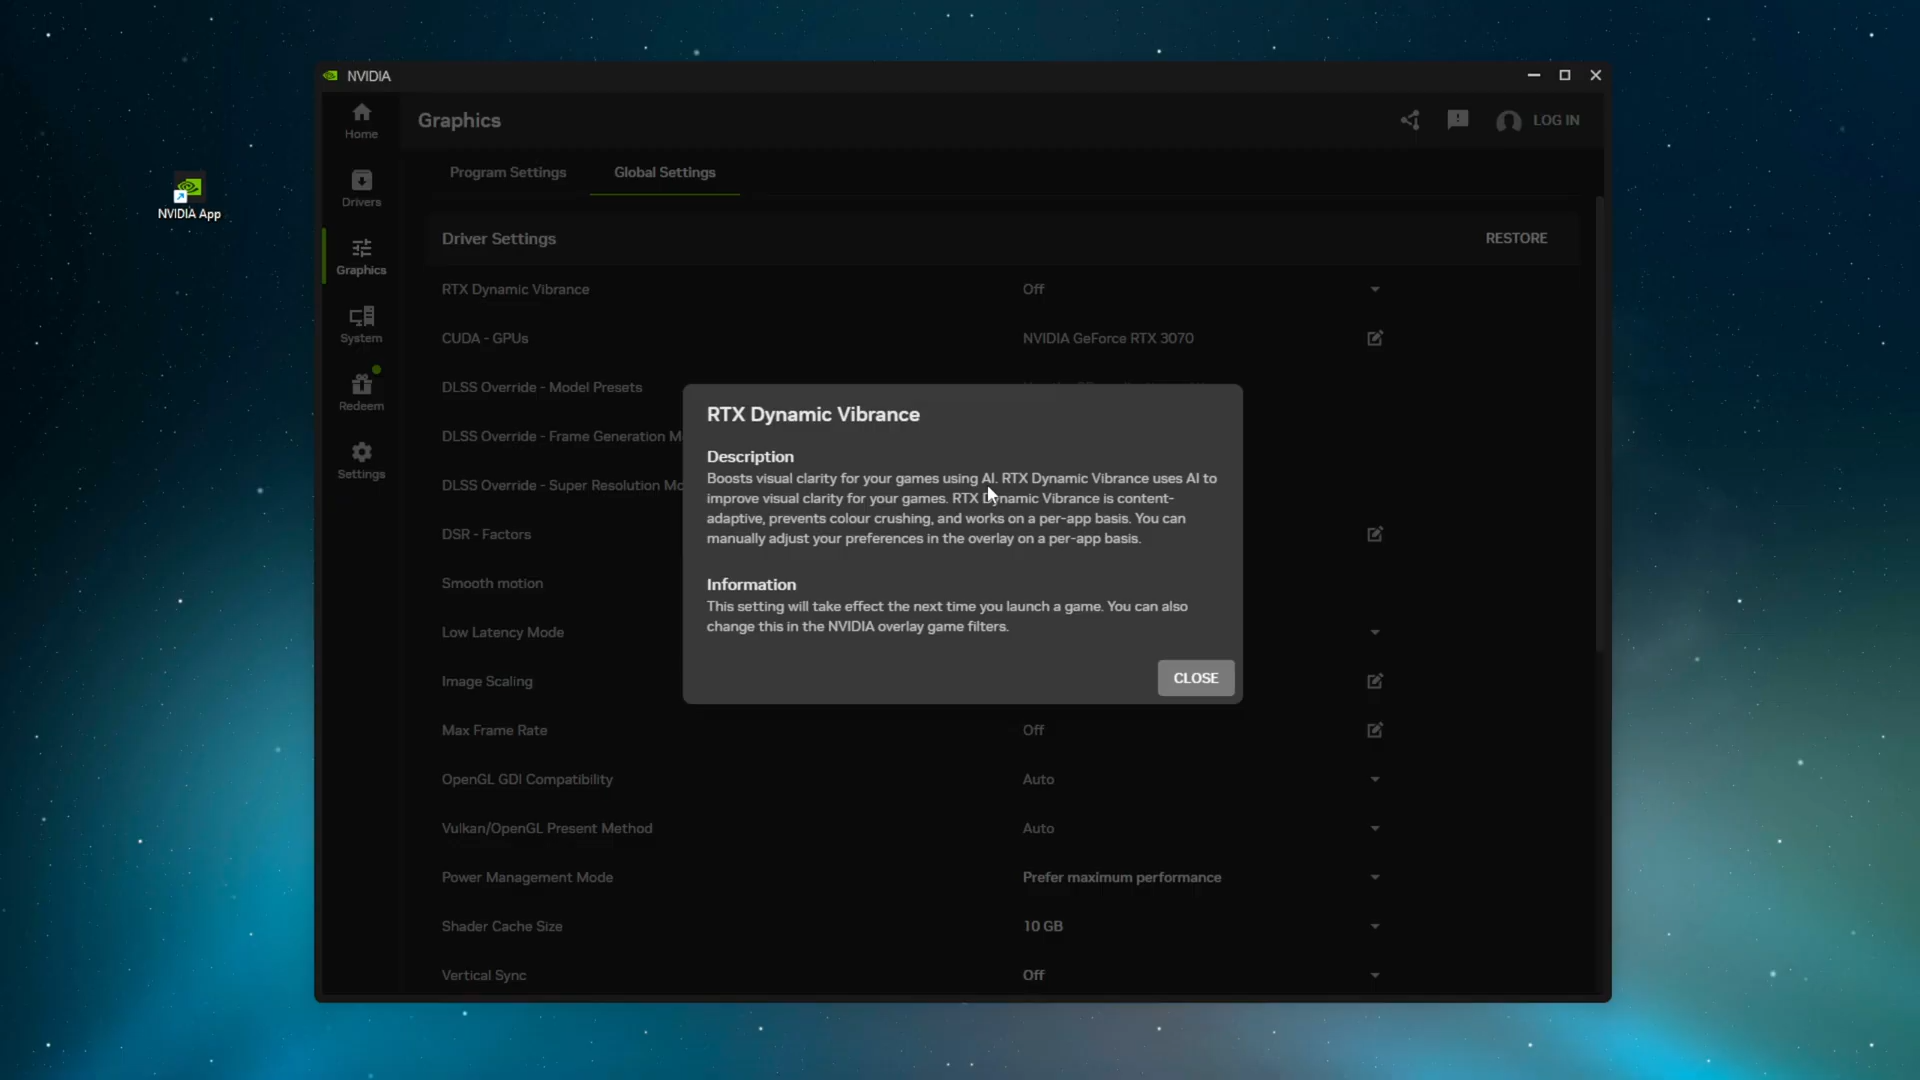 NVIDIA
Home
Graphics
LOG IN
Program Settings
Global Settings
Drivers
NVIDIA App
Driver Settings
RESTORE
Graphics
RTX Dynamic Vibrance
Off
System
CUDA - GPUs
NVIDIA GeForce RTX 3070
Redeem
DLSS Override - Model Presets
DLSS Override - Frame Generation M
Settings
DLSS Override - Super Resolution Mo
DSR - Factors
Smooth motion
Low Latency Mode
Image Scaling
RTX Dynamic Vibrance
Description
Boosts visual clarity for your games using AI. RTX Dynamic Vibrance uses AI to
improve visual clarity for your games. RTX Dynamic Vibrance is content-
adaptive, prevents colour crushing, and works on a per-app basis. You can
manually adjust your preferences in the overlay on a per-app basis.
Information
This setting will take effect the next time you launch a game. You can also
change this in the NVIDIA overlay game filters.
CLOSE
Max Frame Rate
Off
OpenGL GDI Compatibility
Auto
Vulkan/OpenGL Present Method
Auto
Power Management Mode
Prefer maximum performance
Shader Cache Size
10 GB
Vertical Sync
Off